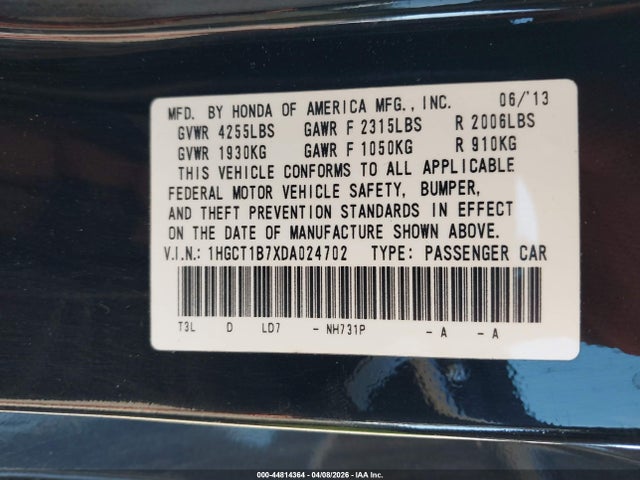 MFD. BY HONDA OF AMERICA MFG., INC. 06/'13
GVWR 4255LBS GAWR F 2315LBS R 2006LBS
GVWR 1930KG GAWR F 1050KG R 910KG
THIS VEHICLE CONFORMS TO ALL APPLICABLE
FEDERAL MOTOR VEHICLE SAFETY, BUMPER,
AND THEFT PREVENTION STANDARDS IN EFFECT
ON THE DATE OF MANUFACTURE SHOWN ABOVE.
V.I.N.: 1HGCT1B7XDA024702 TYPE: PASSENGER CAR
T3L D LD7 - NH731P - A - A
000-44814364 - 04/08/2026 - IAA Inc.